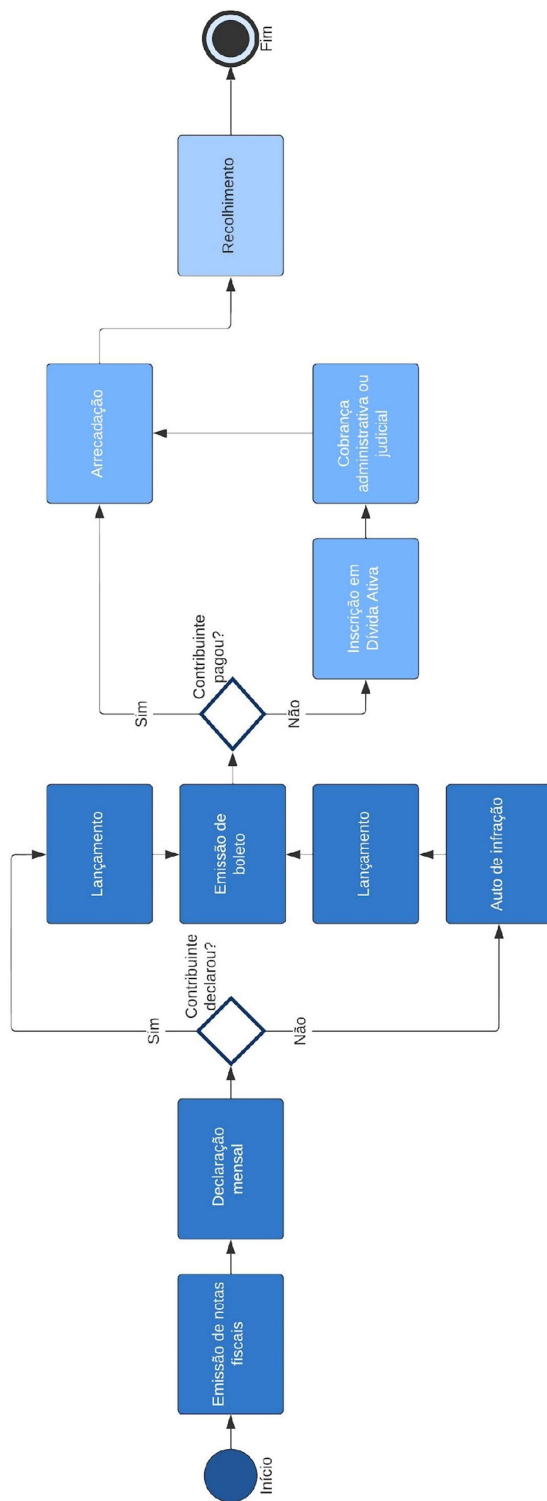 Início
Emissão de notas
fiscais
Declaração
mensal
Contribuinte
declarou?
Sim
Não
Lançamento
Emissão de
boleto
Lançamento
Auto de infração
Contribuinte
pagou?
Sim
Não
Arrecadação
Inscrição em
Dívida Ativa
Cobrança
administrativa ou
judicial
Recolhimento
Fim